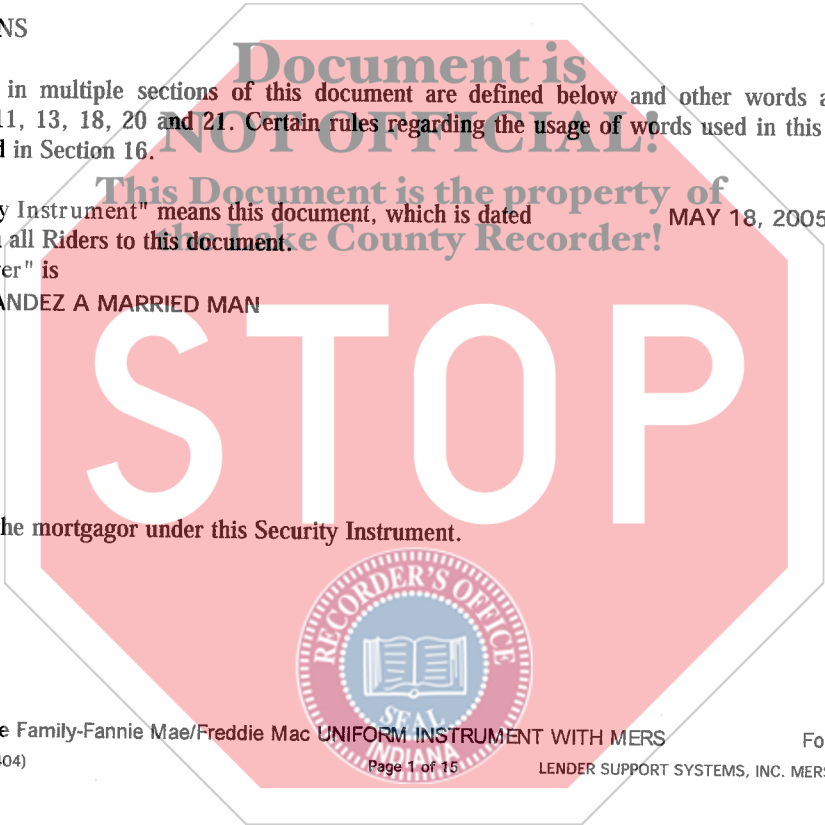 NS
Document is
in multiple sections of this document are defined below and other words a
11, 13, 18, 20 and 21. Certain rules regarding the usage of words used in this
NOT OFFICIAL!
d in Section 16.
This Document is the property of
y Instrument" means this document, which is dated MAY 18, 2005
all Riders to this document.
the Lake County Recorder!
er" is
ANDEZ A MARRIED MAN
STOP
he mortgagor under this Security Instrument.
RECORDER'S OFFICE
SEAL
INDIANA
e Family-Fannie Mae/Freddie Mac UNIFORM INSTRUMENT WITH MERS Fo
404) Page 1 of 15 LENDER SUPPORT SYSTEMS, INC. MERS